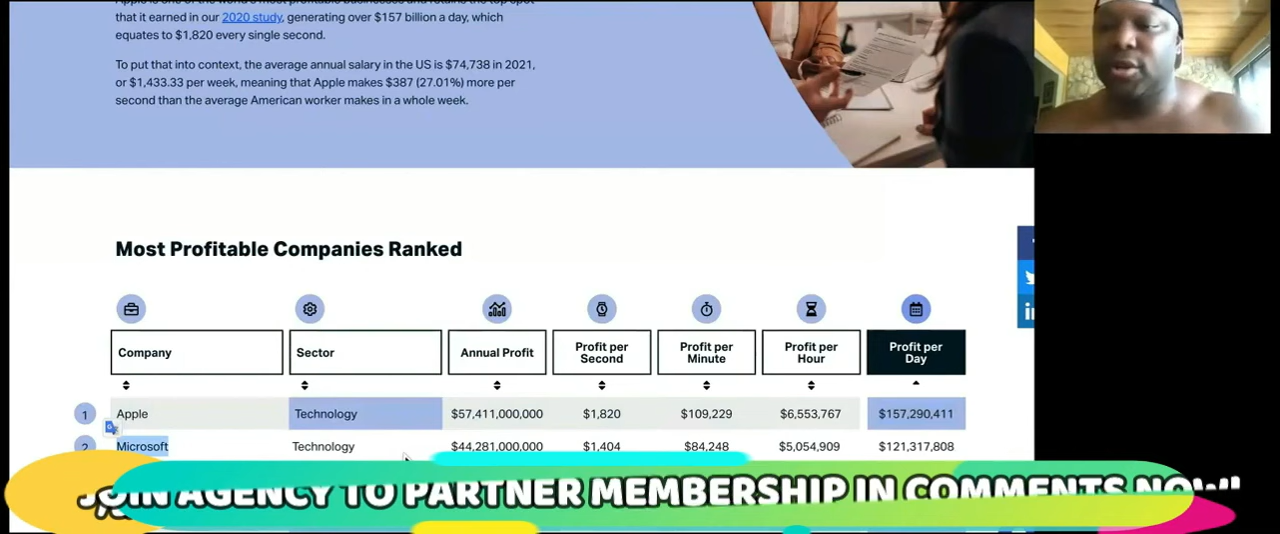 that it earned in our 2020 study, generating over $157 billion a day, which
equates to $1,820 every single second.
To put that into context, the average annual salary in the US is $74,738 in 2021,
or $1,433.33 per week, meaning that Apple makes $387 (27.01%) more per
second than the average American worker makes in a whole week.
Most Profitable Companies Ranked
Company Sector Annual Profit Profit per Second Profit per Minute Profit per Hour Profit per Day
1 Apple Technology $57,411,000,000 $1,820 $109,229 $6,553,767 $157,290,411
2 Microsoft Technology $44,281,000,000 $1,404 $84,248 $5,054,909 $121,317,808
JOIN AGENCY TO PARTNER MEMBERSHIP IN COMMENTS NOW!